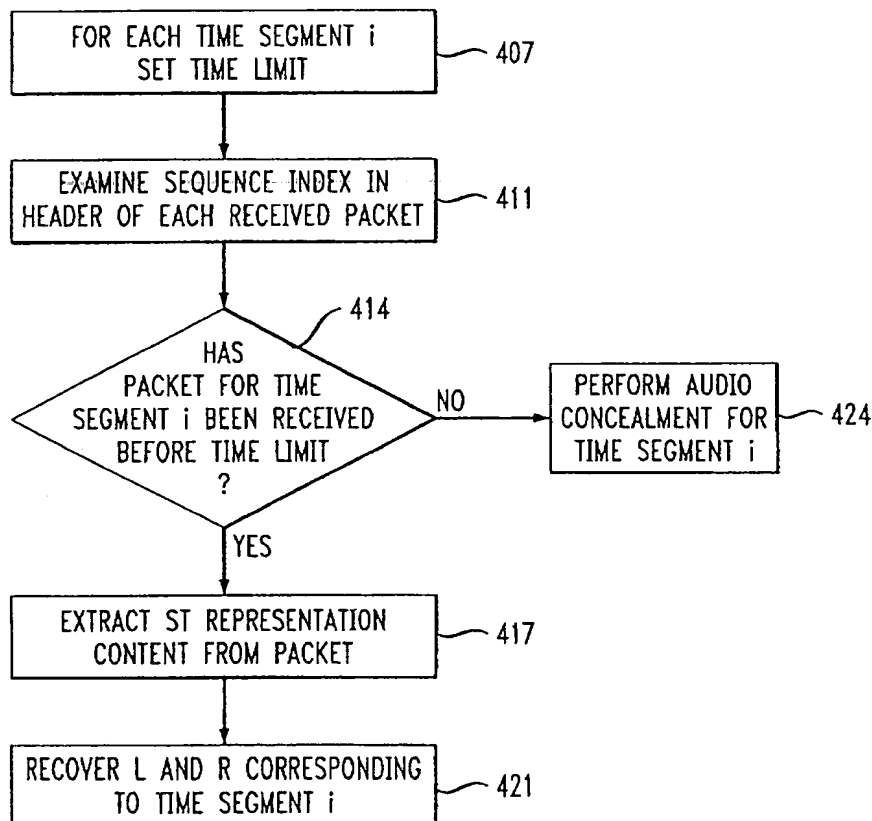 FOR EACH TIME SEGMENT i
SET TIME LIMIT
407
EXAMINE SEQUENCE INDEX IN
HEADER OF EACH RECEIVED PACKET
411
414
HAS
PACKET FOR TIME
SEGMENT i BEEN RECEIVED
BEFORE TIME LIMIT
?
NO
PERFORM AUDIO
CONCEALMENT FOR
TIME SEGMENT i
424
YES
EXTRACT ST REPRESENTATION
CONTENT FROM PACKET
417
RECOVER L AND R CORRESPONDING
TO TIME SEGMENT i
421